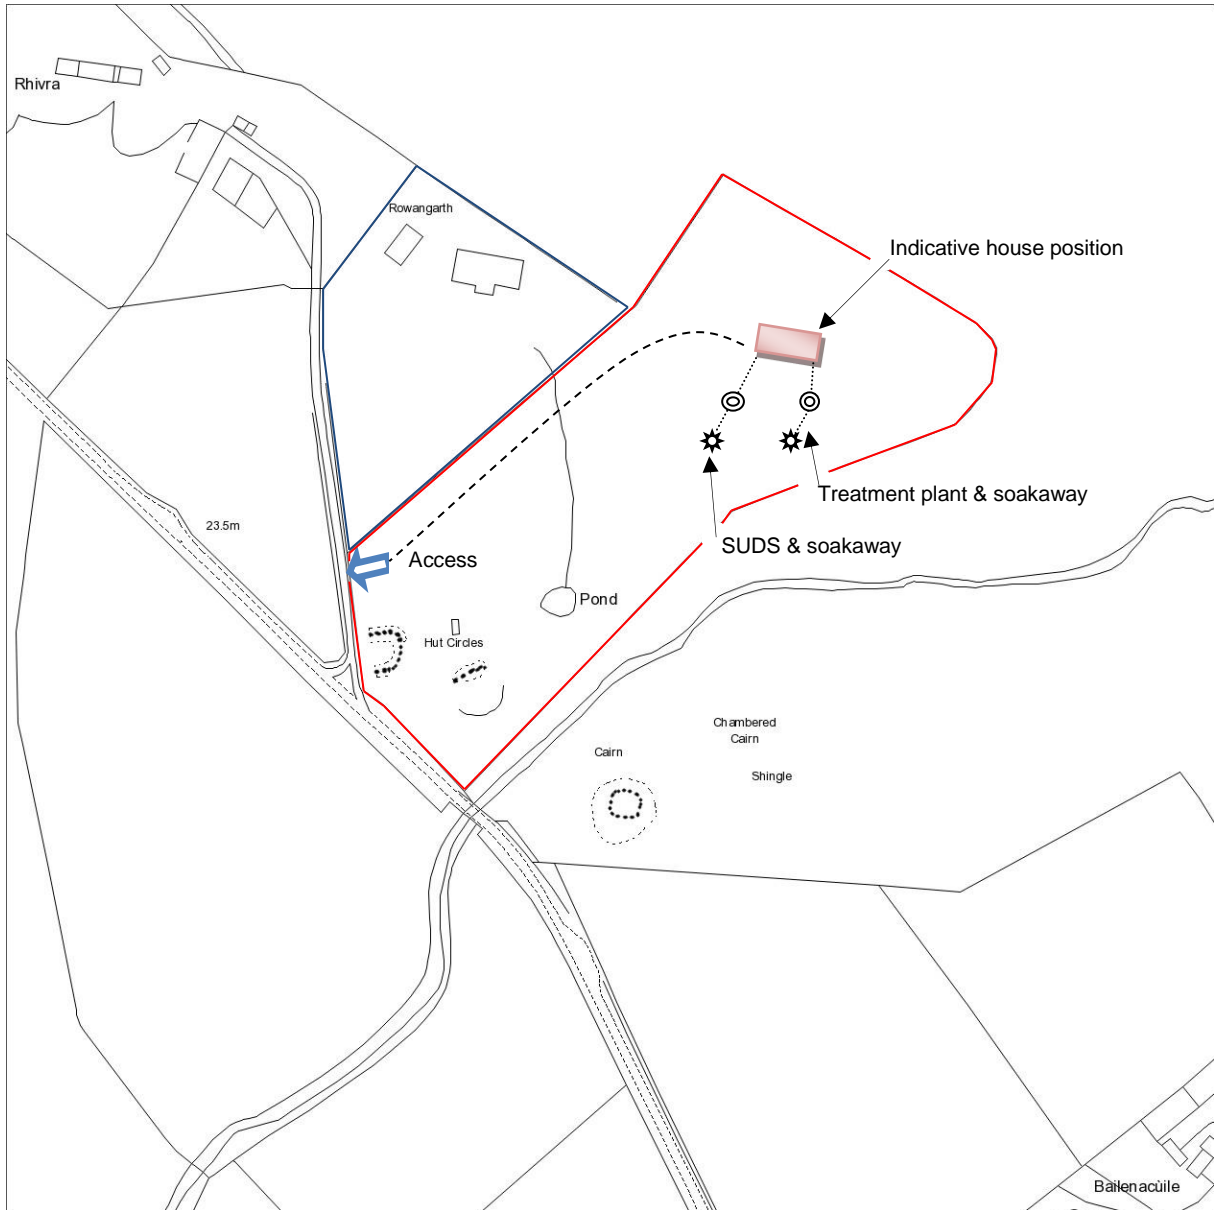 Rhivra
Rowangarth
Indicative house position
Treatment plant & soakaway
23.5m
SUDS & soakaway
Access
Pond
Hut Circles
Chambered
Cairn
Cairn
Shingle
Bailenacùile